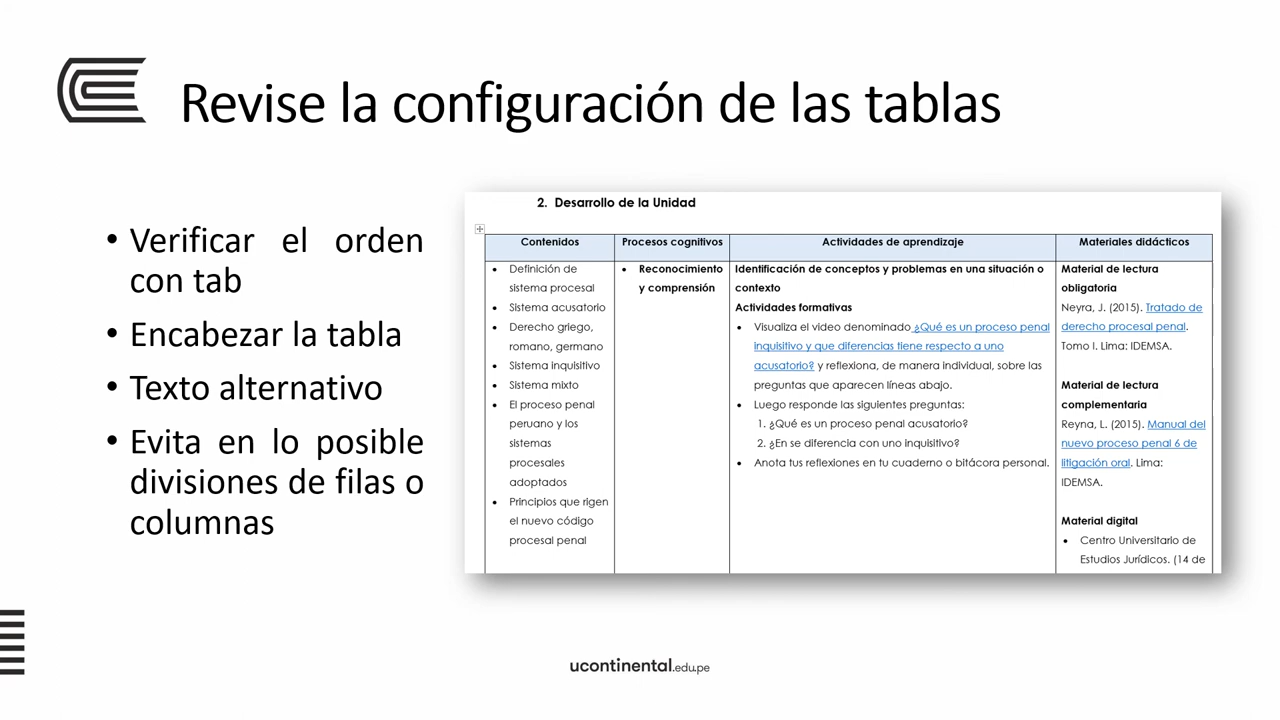 Revise la configuración de las tablas
• Verificar el orden
con tab
• Encabezar la tabla
• Texto alternativo
• Evita en lo posible
divisiones de filas o
columnas
2. Desarrollo de la Unidad
Contenidos
• Definición de
sistema procesal
• Sistema acusatorio
• Derecho griego,
romano, germano
• Sistema inquisitivo
• Sistema mixto
• El proceso penal
peruano y los
sistemas
procesales
adoptados
• Principios que rigen
el nuevo código
procesal penal
Procesos cognitivos
• Reconocimiento
y comprensión
Actividades de aprendizaje
Identificación de conceptos y problemas en una situación o
contexto
Actividades formativas
• Visualiza el video denominado ¿Qué es un proceso penal
inquisitivo y que diferencias tiene respecto a uno
acusatorio? y reflexiona, de manera individual, sobre las
preguntas que aparecen líneas abajo.
• Luego responde las siguientes preguntas:
1. ¿Qué es un proceso penal acusatorio?
2. ¿En se diferencia con uno inquisitivo?
• Anota tus reflexiones en tu cuaderno o bitácora personal.
Materiales didácticos
Material de lectura
obligatoria
Neyra, J. (2015). Tratado de
derecho procesal penal.
Tomo I. Lima: IDEMSA.
Material de lectura
complementaria
Reyna, L. (2015). Manual del
nuevo proceso penal 6 de
litigación oral. Lima:
IDEMSA.
Material digital
• Centro Universitario de
Estudios Jurídicos. (14 de
ucontinental.edu.pe